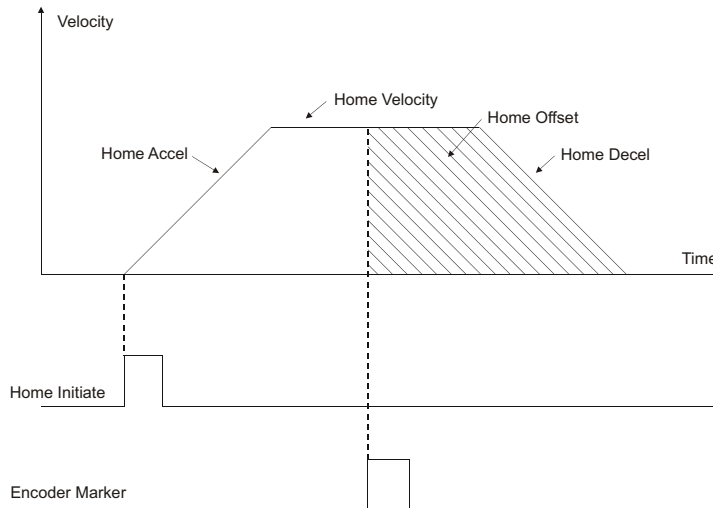 Velocity
Home Velocity
Home Offset
Home Accel
Home Decel
Time
Home Initiate
Encoder Marker